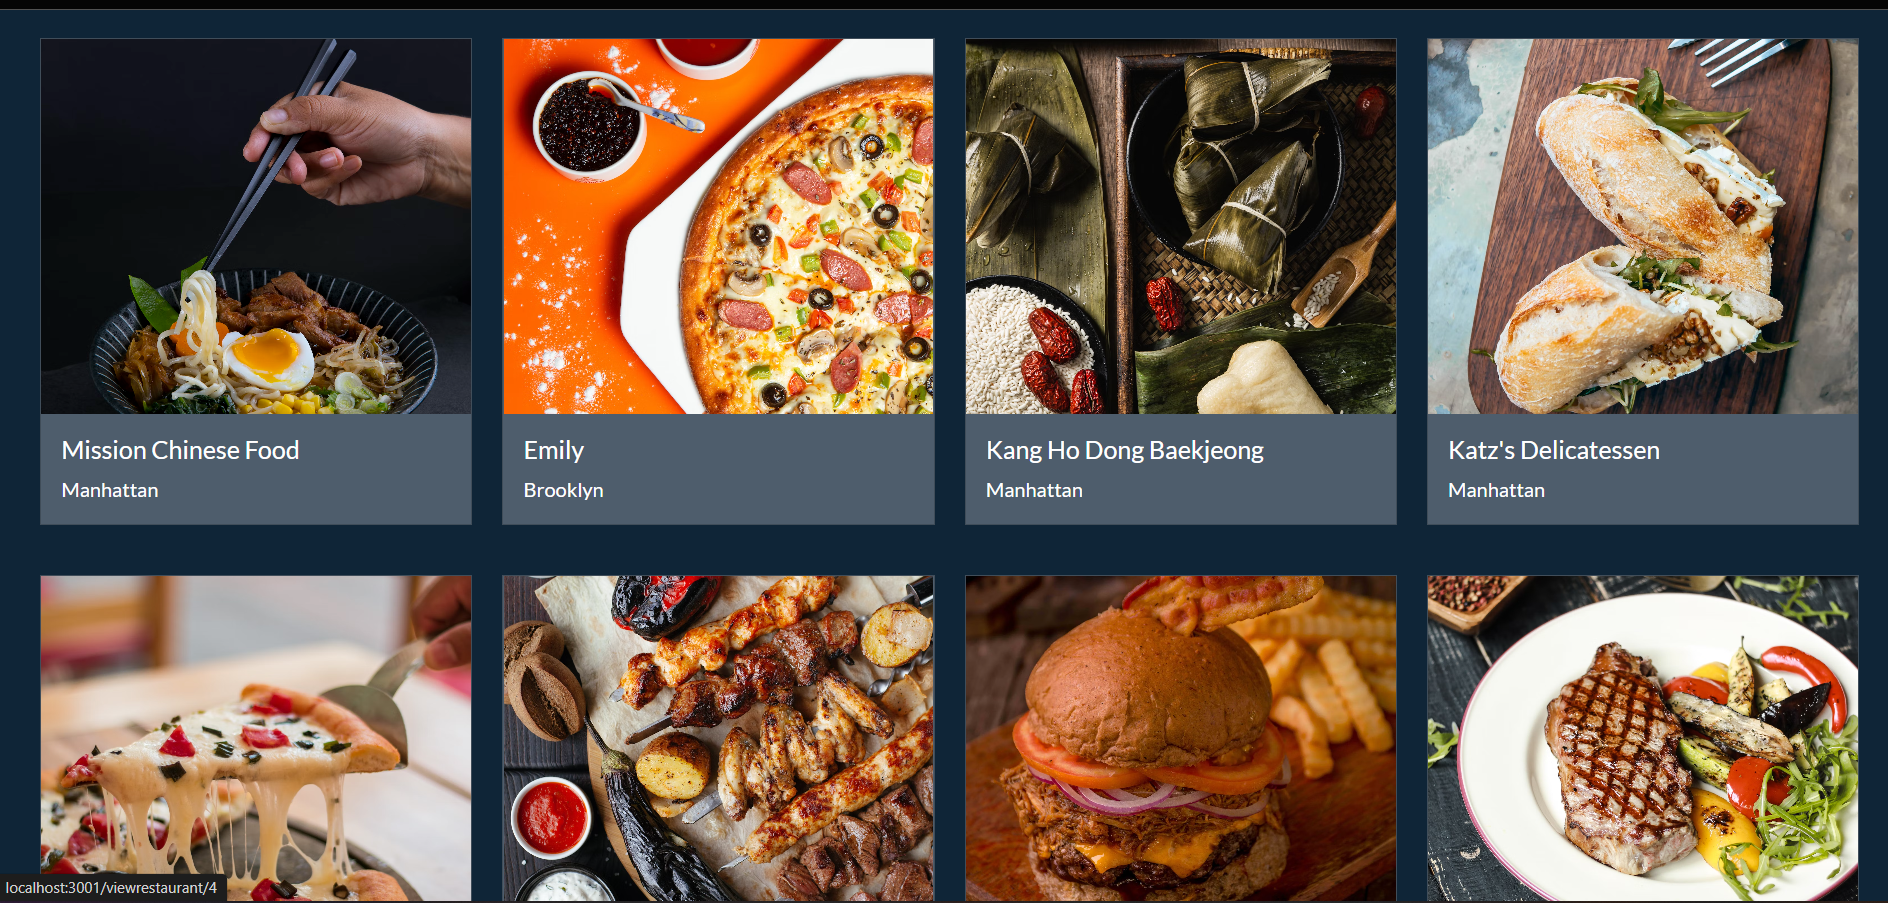 Mission Chinese Food
Manhattan
Emily
Brooklyn
Kang Ho Dong Baekjeong
Manhattan
Katz's Delicatessen
Manhattan
localhost:3001/viewrestaurant/4